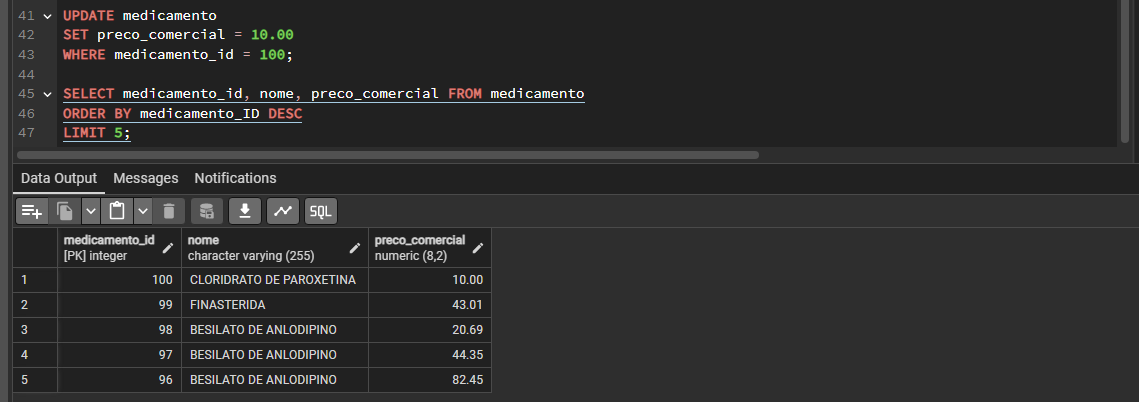 41 UPDATE medicamento
42 SET preco_comercial = 10.00
43 WHERE medicamento_id = 100;
44
45 SELECT medicamento_id, nome, preco_comercial FROM medicamento
46 ORDER BY medicamento_ID DESC
47 LIMIT 5;
Data Output Messages Notifications
SQL
medicamento_id nome preco_comercial
[PK] integer character varying (255) numeric (8,2)
1 100 CLORIDRATO DE PAROXETINA 10.00
2 99 FINASTERIDA 43.01
3 98 BESILATO DE ANLODIPINO 20.69
4 97 BESILATO DE ANLODIPINO 44.35
5 96 BESILATO DE ANLODIPINO 82.45